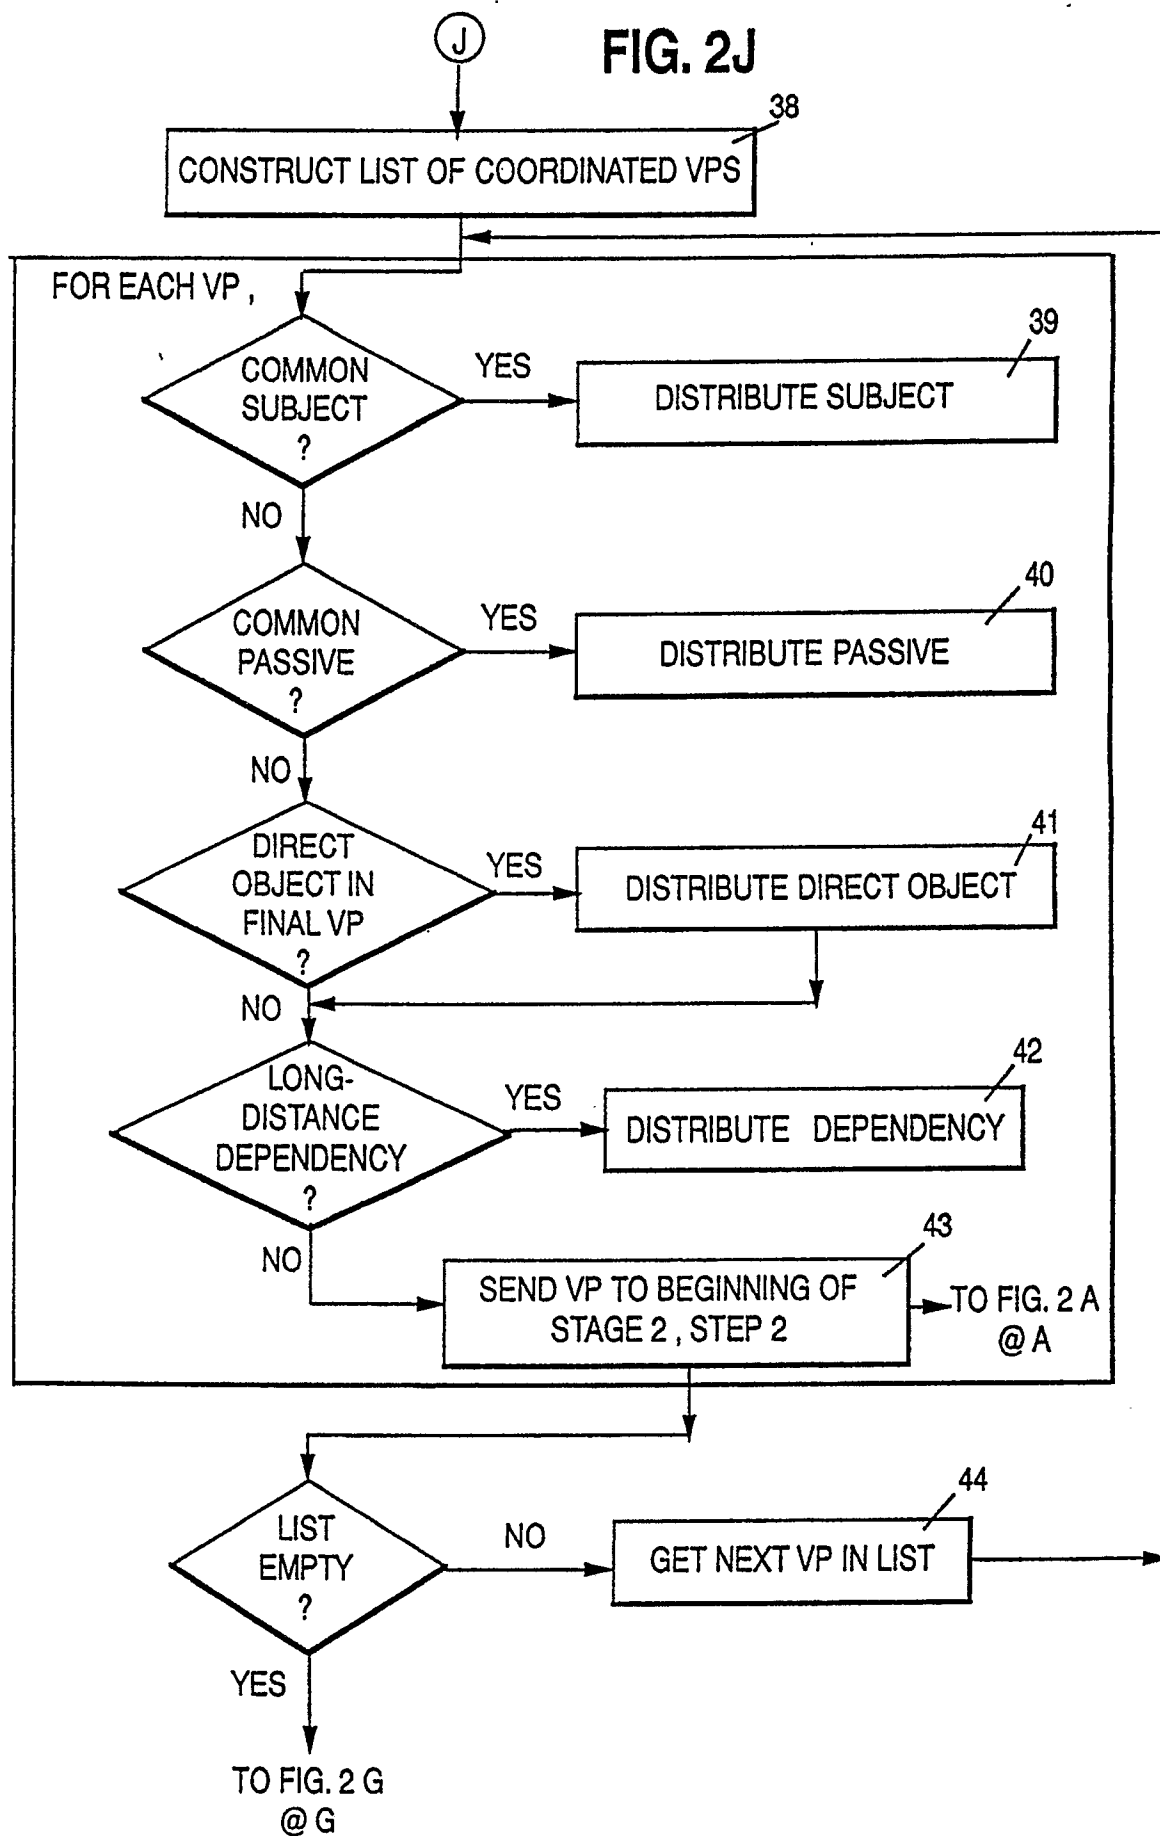 J
FIG. 2J
38
CONSTRUCT LIST OF COORDINATED VPS
FOR EACH VP ,
COMMON
SUBJECT
?
YES
39
DISTRIBUTE SUBJECT
NO
COMMON
PASSIVE
?
YES
40
DISTRIBUTE PASSIVE
NO
DIRECT
OBJECT IN
FINAL VP
?
YES
41
DISTRIBUTE DIRECT OBJECT
NO
LONG-
DISTANCE
DEPENDENCY
?
YES
42
DISTRIBUTE DEPENDENCY
NO
43
SEND VP TO BEGINNING OF
STAGE 2 , STEP 2
TO FIG. 2 A
@ A
LIST
EMPTY
?
NO
44
GET NEXT VP IN LIST
YES
TO FIG. 2 G
@ G